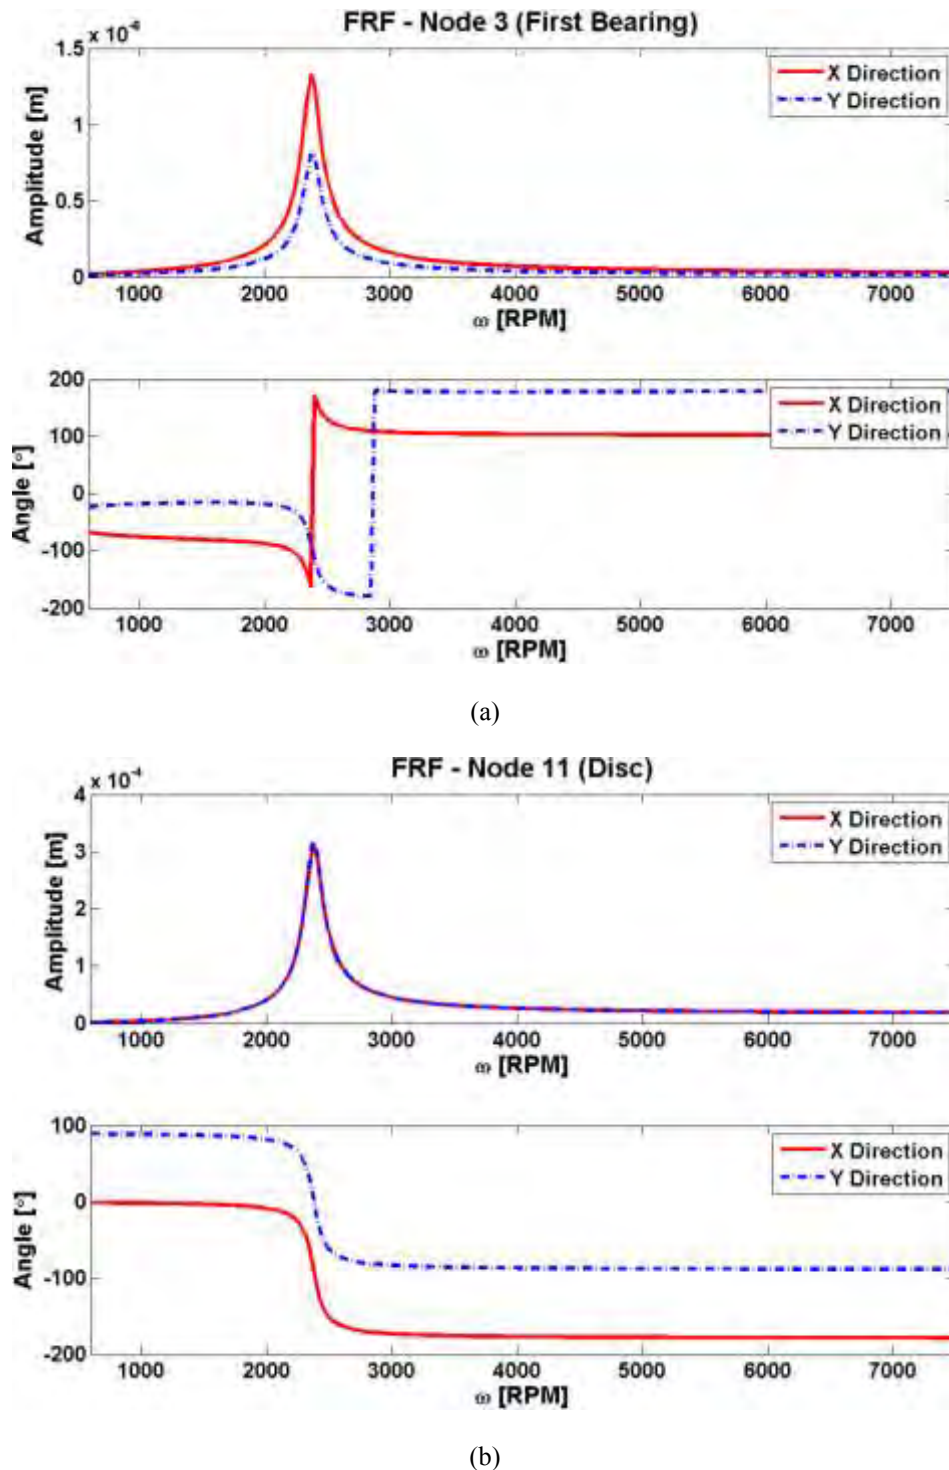 FRF - Node 3 (First Bearing)
1.5 x 10⁻⁶
1
0.5
0
Amplitude [m]
X Direction
Y Direction
1000 2000 3000 4000 5000 6000 7000
ω [RPM]
200
100
0
-100
-200
Angle [°]
X Direction
Y Direction
1000 2000 3000 4000 5000 6000 7000
ω [RPM]
(a)
FRF - Node 11 (Disc)
x 10⁻⁴
4
3
2
1
0
Amplitude [m]
X Direction
Y Direction
1000 2000 3000 4000 5000 6000 7000
ω [RPM]
100
0
-100
-200
Angle [°]
X Direction
Y Direction
1000 2000 3000 4000 5000 6000 7000
ω [RPM]
(b)